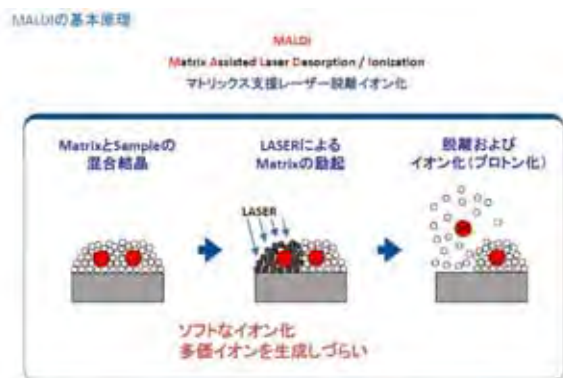 MALDIの基本原理
MALDI
Matrix Assisted Laser Desorption / Ionization
マトリックス支援レーザー脱離イオン化
MatrixとSampleの
混合結晶
LASERによる
Matrixの励起
脱離および
イオン化(プロトン化)
LASER
ソフトなイオン化
多価イオンを生成しづらい